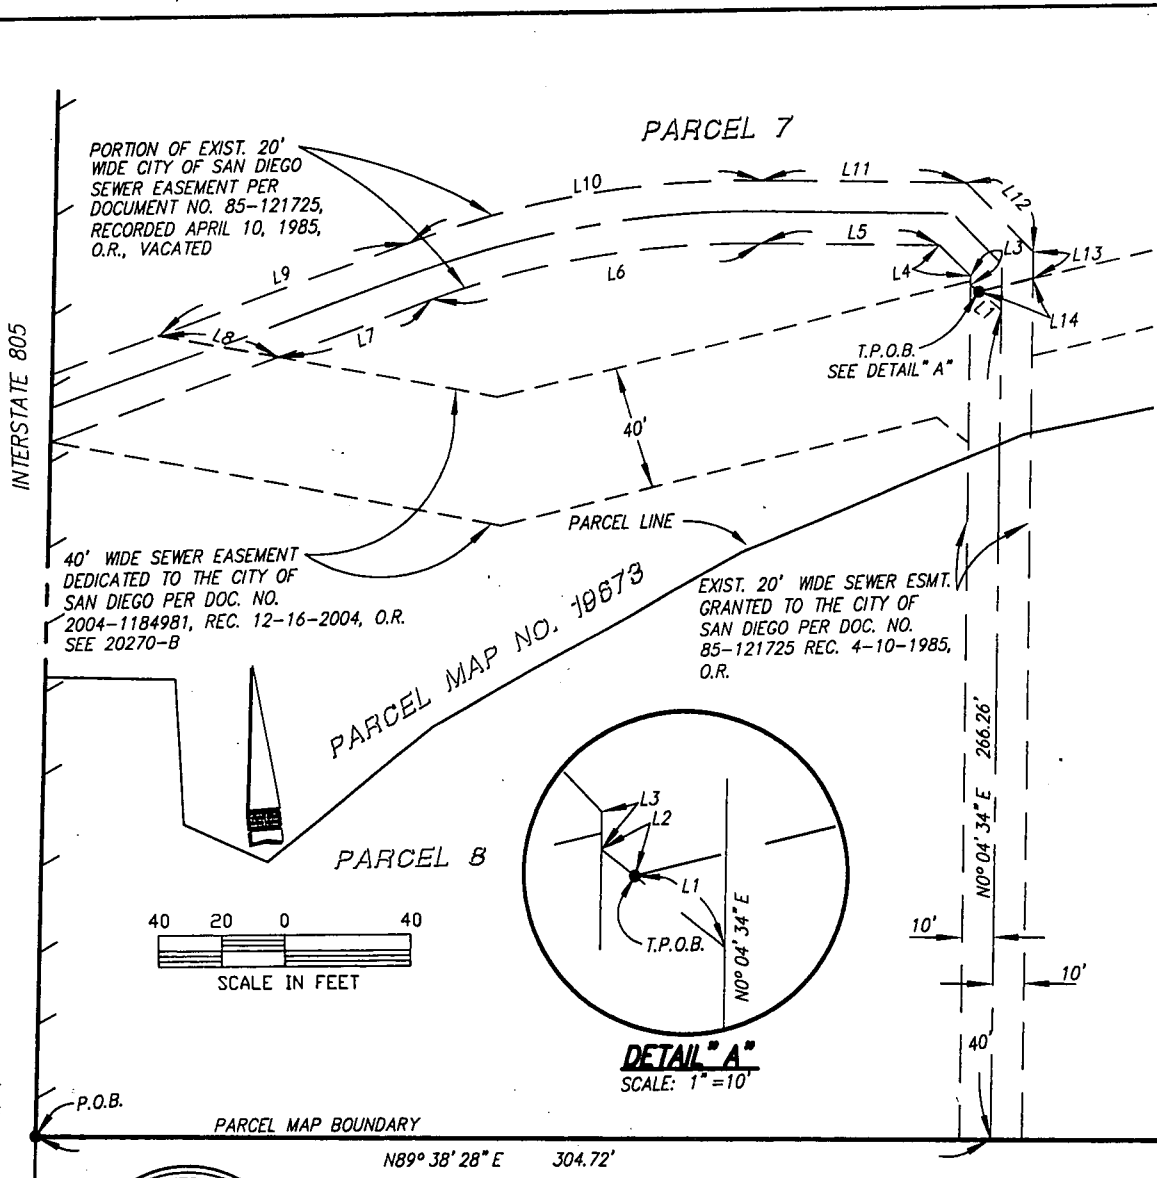 PARCEL 7
PORTION OF EXIST. 20'
WIDE CITY OF SAN DIEGO
SEWER EASEMENT PER
DOCUMENT NO. 85-121725,
RECORDED APRIL 10, 1985,
O.R., VACATED
L10
L11
L12
L9
L6
L5
L4
L3
L13
L8
L7
L1
L14
T.P.O.B.
SEE DETAIL "A"
INTERSTATE 805
40'
PARCEL LINE
40' WIDE SEWER EASEMENT
DEDICATED TO THE CITY OF
SAN DIEGO PER DOC. NO.
2004-1184981, REC. 12-16-2004, O.R.
SEE 20270-B
EXIST. 20' WIDE SEWER ESMT.
GRANTED TO THE CITY OF
SAN DIEGO PER DOC. NO.
85-121725 REC. 4-10-1985,
O.R.
PARCEL MAP NO. 19673
N0° 04' 34" E 266.26'
PARCEL 8
L3
L2
L1
T.P.O.B.
N0° 04' 34" E
40 20 0 40
SCALE IN FEET
10'
10'
40'
DETAIL "A"
SCALE: 1"=10'
P.O.B.
PARCEL MAP BOUNDARY
N89° 38' 28" E 304.72'